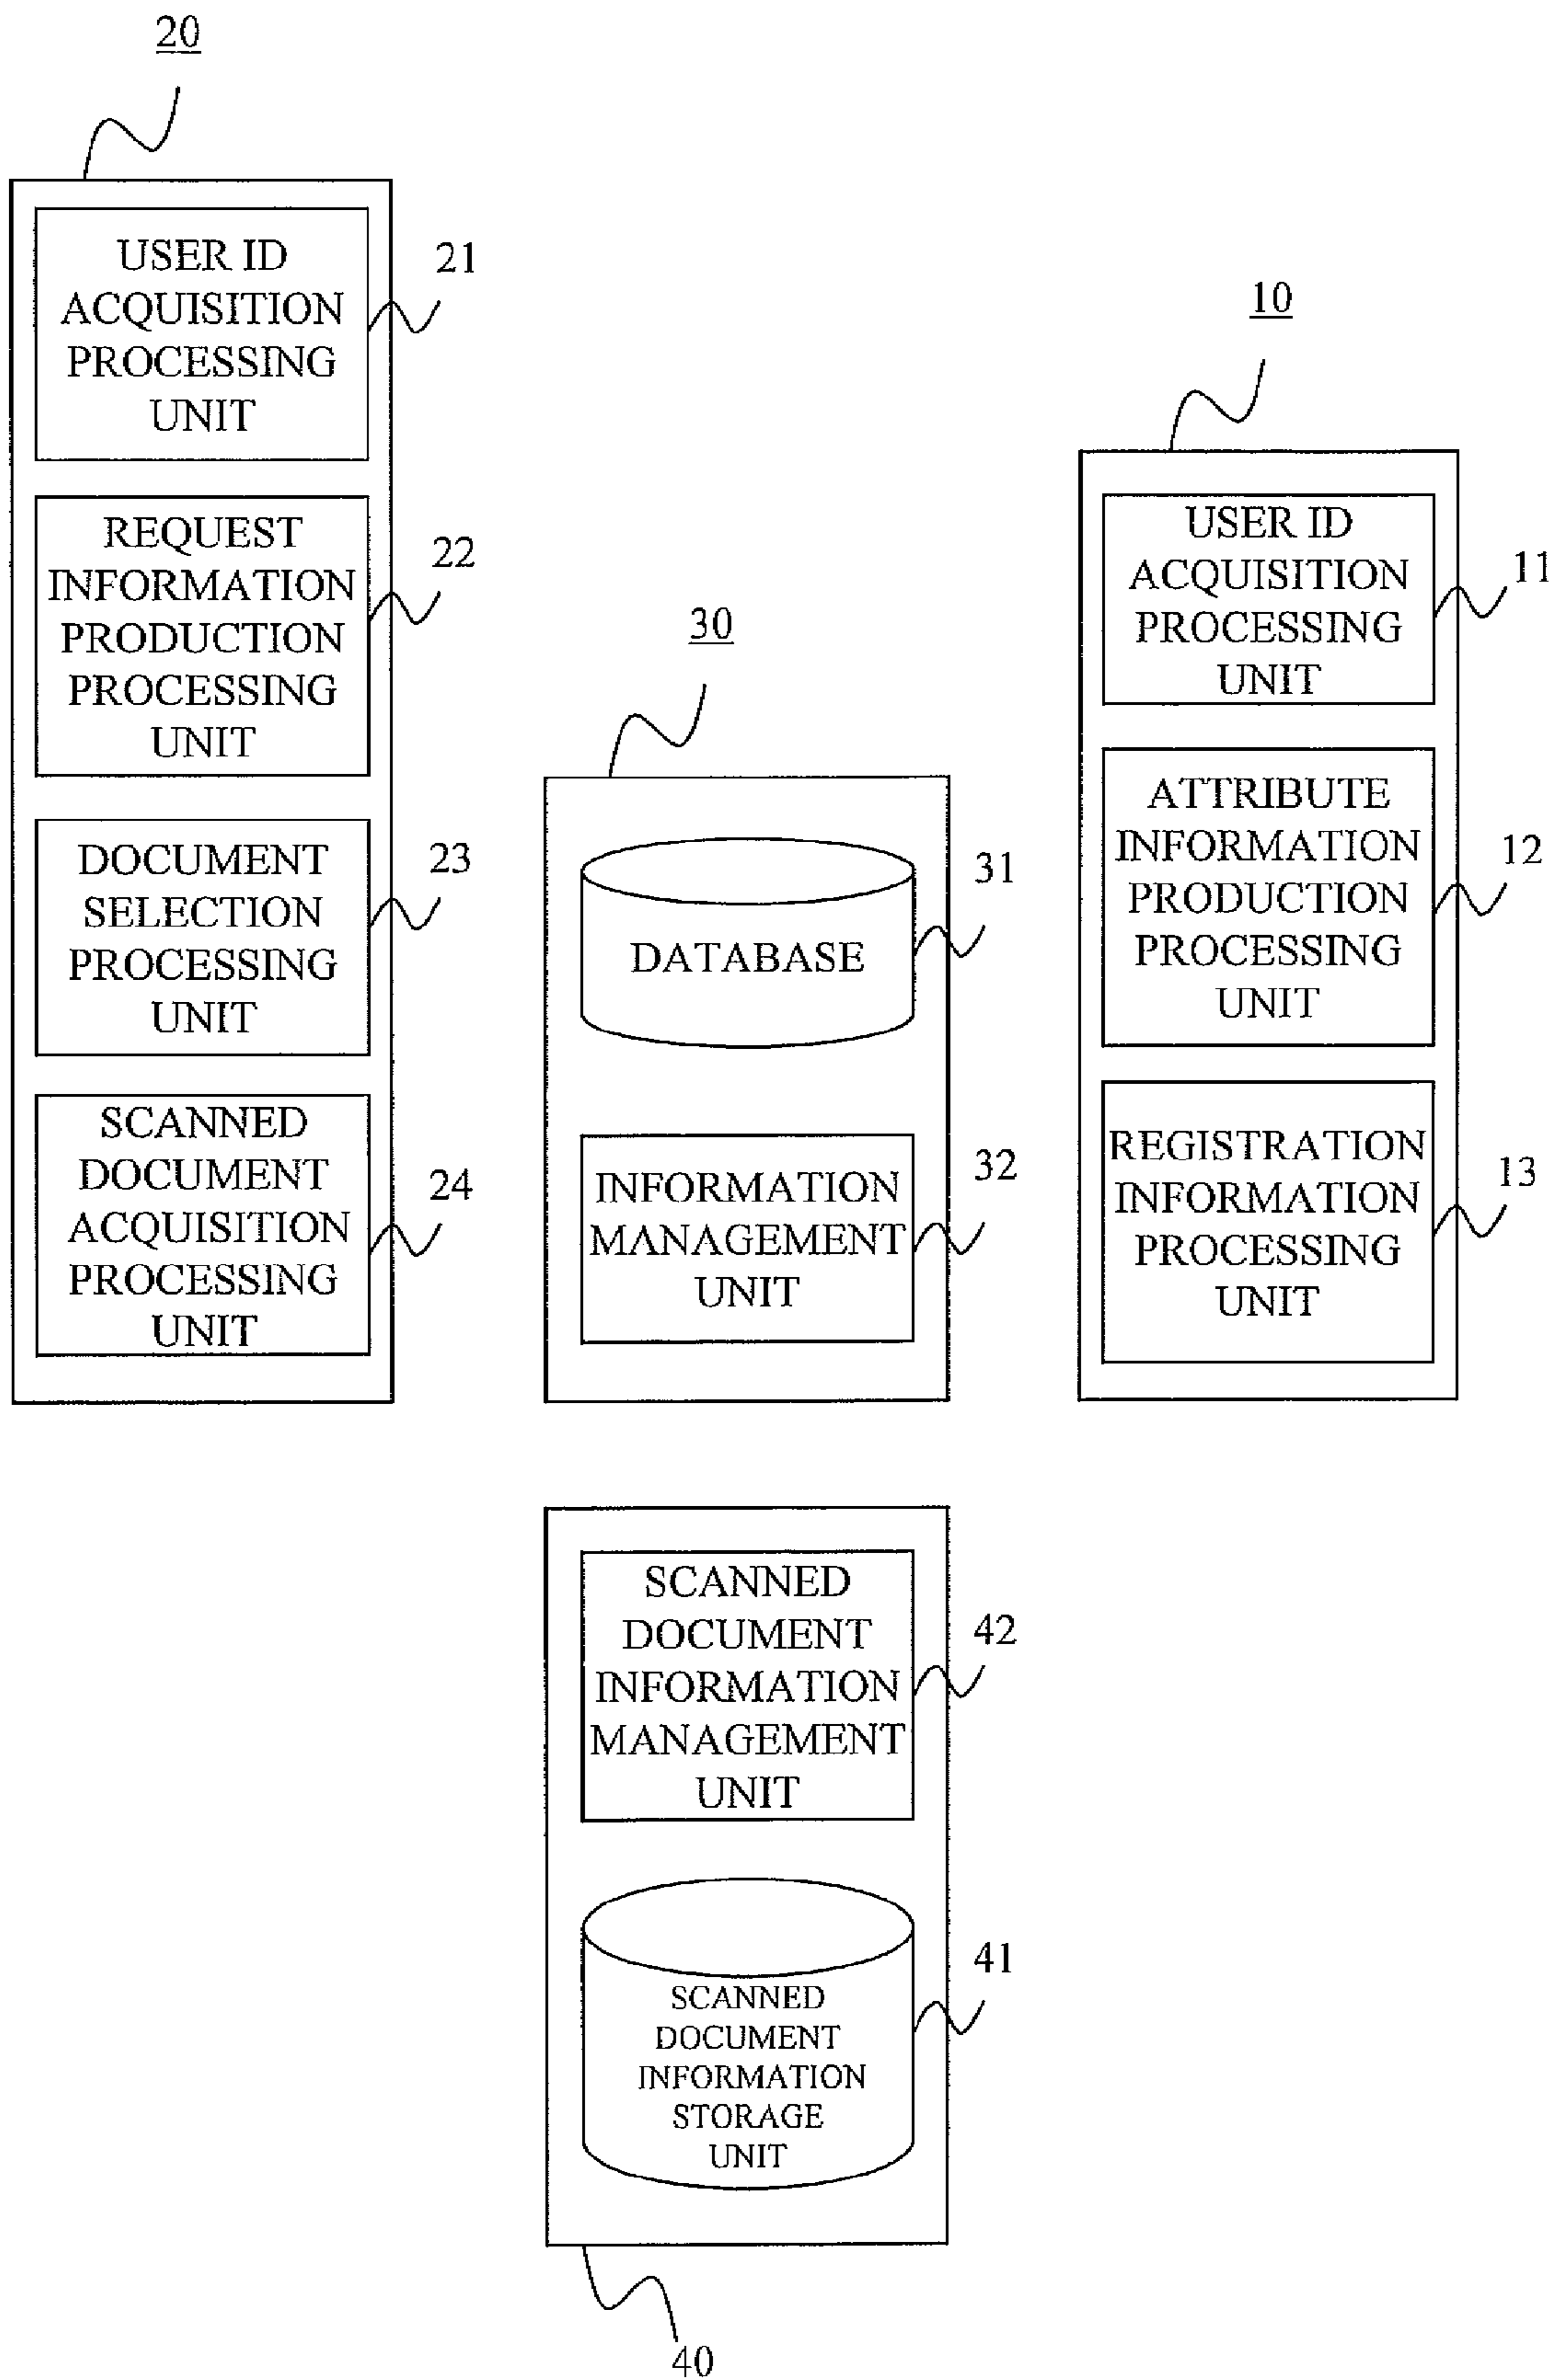 20
USER ID
ACQUISITION
PROCESSING
UNIT
21
REQUEST
INFORMATION
PRODUCTION
PROCESSING
UNIT
22
DOCUMENT
SELECTION
PROCESSING
UNIT
23
SCANNED
DOCUMENT
ACQUISITION
PROCESSING
UNIT
24
30
DATABASE
31
INFORMATION
MANAGEMENT
UNIT
32
10
USER ID
ACQUISITION
PROCESSING
UNIT
11
ATTRIBUTE
INFORMATION
PRODUCTION
PROCESSING
UNIT
12
REGISTRATION
INFORMATION
PROCESSING
UNIT
13
SCANNED
DOCUMENT
INFORMATION
MANAGEMENT
UNIT
42
SCANNED
DOCUMENT
INFORMATION
STORAGE
UNIT
41
40